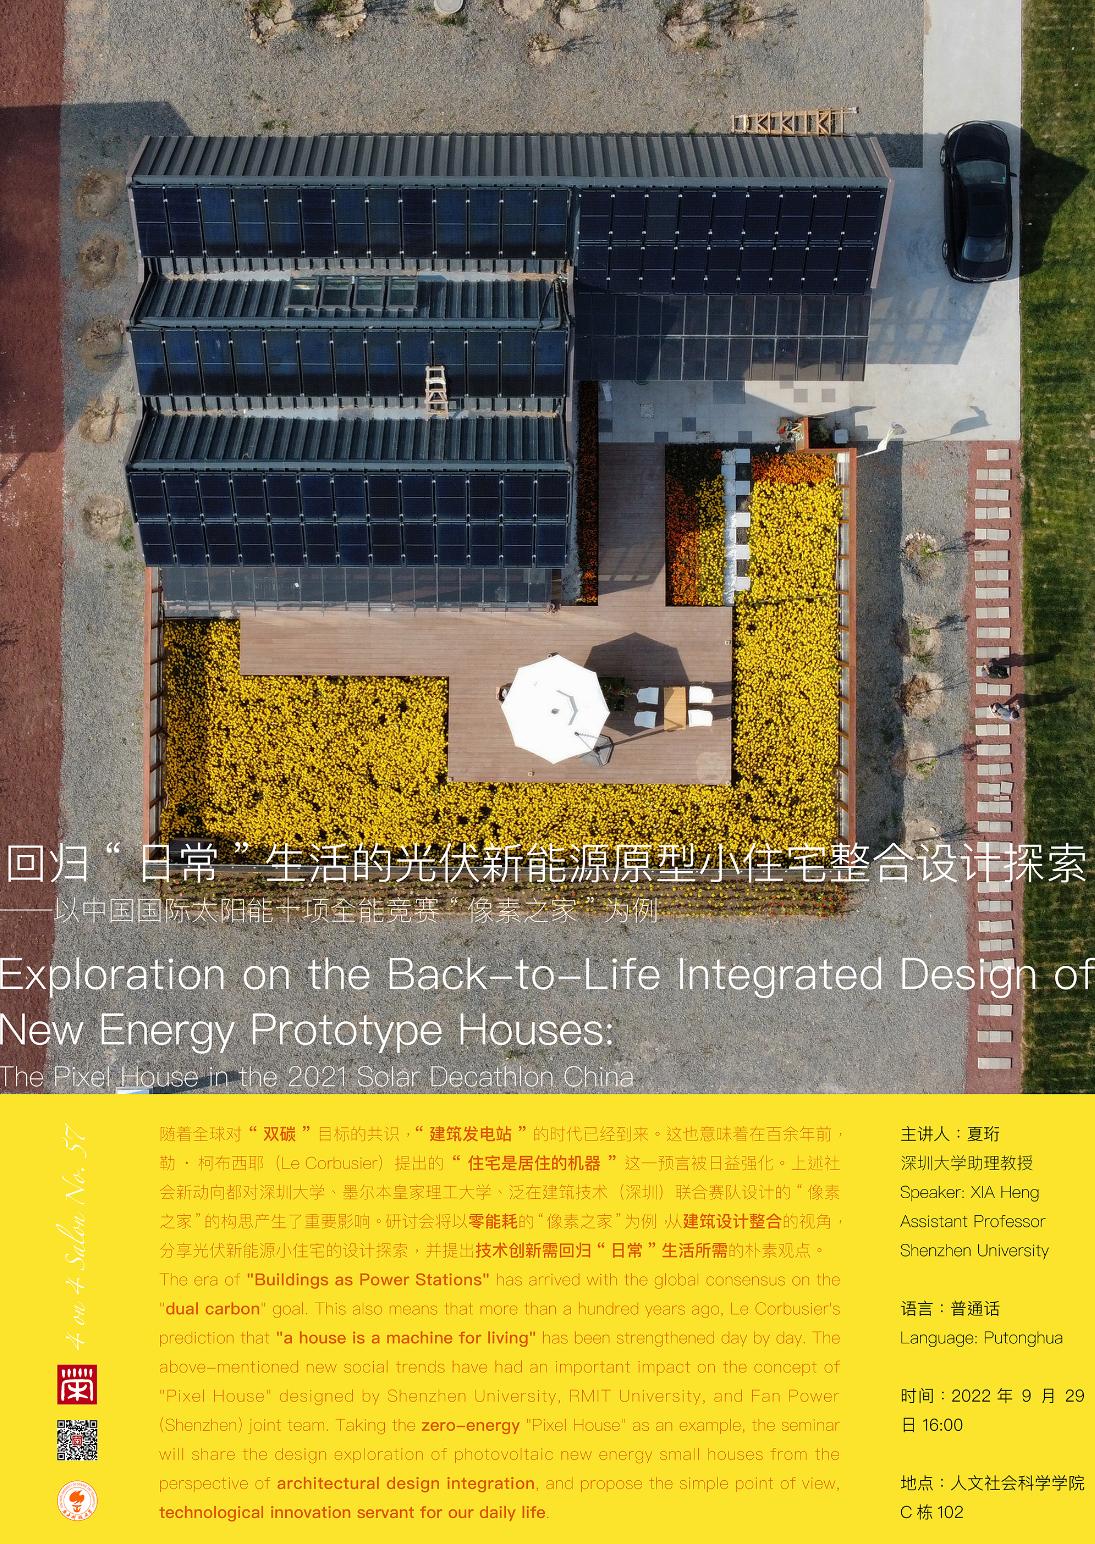 回归“日常”生活的光伏新能源原型小住宅整合设计探索
——以中国国际太阳能十项全能竞赛“像素之家”为例
Exploration on the Back-to-Life Integrated Design of
New Energy Prototype Houses:
The Pixel House in the 2021 Solar Decathlon China
4 on 4 Salon No. 57
随着全球对“双碳”目标的共识，“建筑发电站”的时代已经到来。这也意味着在百余年前，
勒·柯布西耶（Le Corbusier）提出的“住宅是居住的机器”这一预言被日益强化。上述社
会新动向都对深圳大学、墨尔本皇家理工大学、泛在建筑技术（深圳）联合赛队设计的“像素
之家”的构思产生了重要影响。研讨会将以零能耗的“像素之家”为例，从建筑设计整合的视角，
分享光伏新能源小住宅的设计探索，并提出技术创新需回归“日常”生活所需的朴素观点。
The era of "Buildings as Power Stations" has arrived with the global consensus on the
"dual carbon" goal. This also means that more than a hundred years ago, Le Corbusier's
prediction that "a house is a machine for living" has been strengthened day by day. The
above-mentioned new social trends have had an important impact on the concept of
"Pixel House" designed by Shenzhen University, RMIT University, and Fan Power
(Shenzhen) joint team. Taking the zero-energy "Pixel House" as an example, the seminar
will share the design exploration of photovoltaic new energy small houses from the
perspective of architectural design integration, and propose the simple point of view,
technological innovation servant for our daily life.
主讲人：夏珩
深圳大学助理教授
Speaker: XIA Heng
Assistant Professor
Shenzhen University
语言：普通话
Language: Putonghua
时间：2022 年 9 月 29
日 16:00
地点：人文社会科学学院
C 栋 102